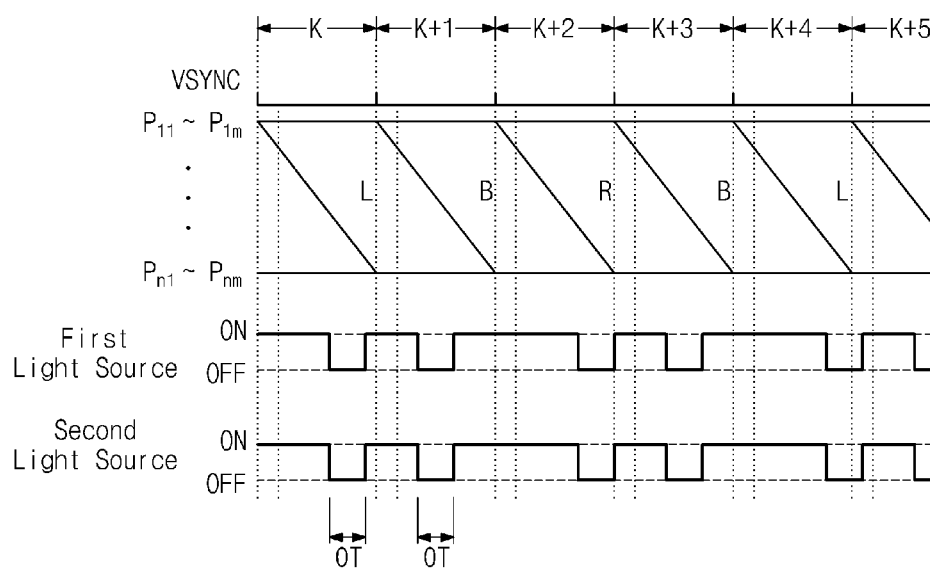 K K+1 K+2 K+3 K+4 K+5
VSYNC
P11 ~ P1m
L B R B L
Pn1 ~ Pnm
First
Light Source
ON
OFF
Second
Light Source
ON
OFF
OT OT